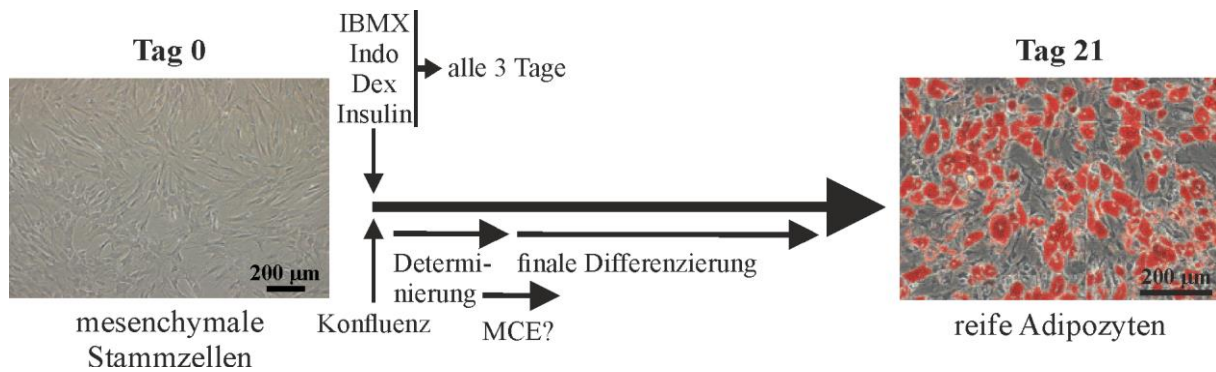 Tag 0
200 µm
mesenchymale
Stammzellen
IBMX
Indo
Dex
Insulin
alle 3 Tage
Determi-
nierung
finale Differenzierung
MCE?
Konfluenz
Tag 21
200 µm
reife Adipozyten